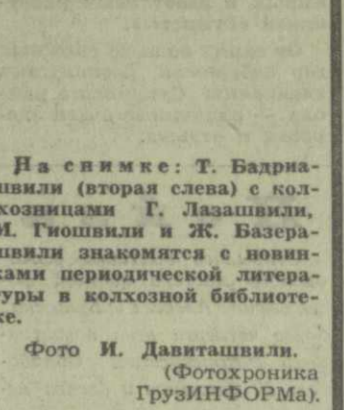 На снимке: Т. Бадриа-
швили (вторая слева) с кол-
хозницами Г. Лазашвили,
И. Гиошвили и Ж. Базера-
швили знакомятся с новин-
ками периодической литера-
туры в колхозной библиоте-
ке.
Фото И. Давиташвили.
(Фотохроника
ГрузИНФОРМа).